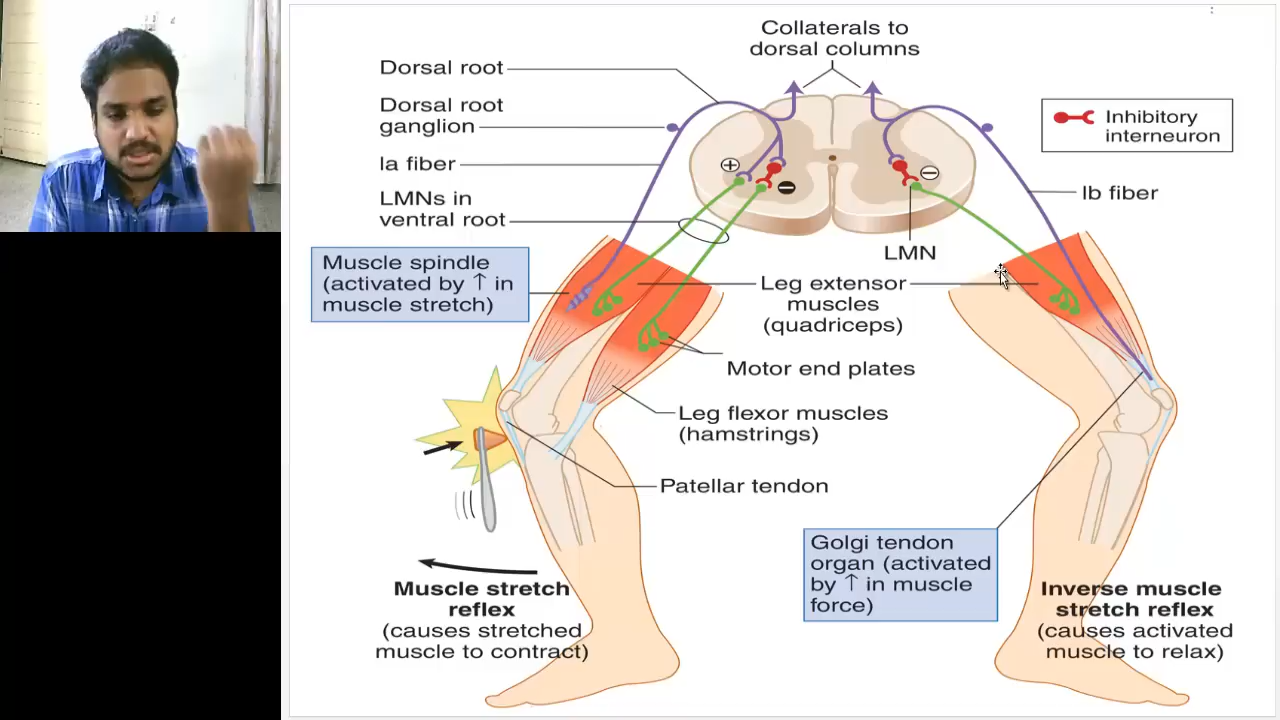 Collaterals to
dorsal columns
Dorsal root
Dorsal root
ganglion
Ia fiber
LMNs in
ventral root
Inhibitory
interneuron
Ib fiber
LMN
Muscle spindle
(activated by ↑ in
muscle stretch)
Leg extensor
muscles
(quadriceps)
Motor end plates
Leg flexor muscles
(hamstrings)
Patellar tendon
Golgi tendon
organ (activated
by ↑ in muscle
force)
Muscle stretch
reflex
(causes stretched
muscle to contract)
Inverse muscle
stretch reflex
(causes activated
muscle to relax)